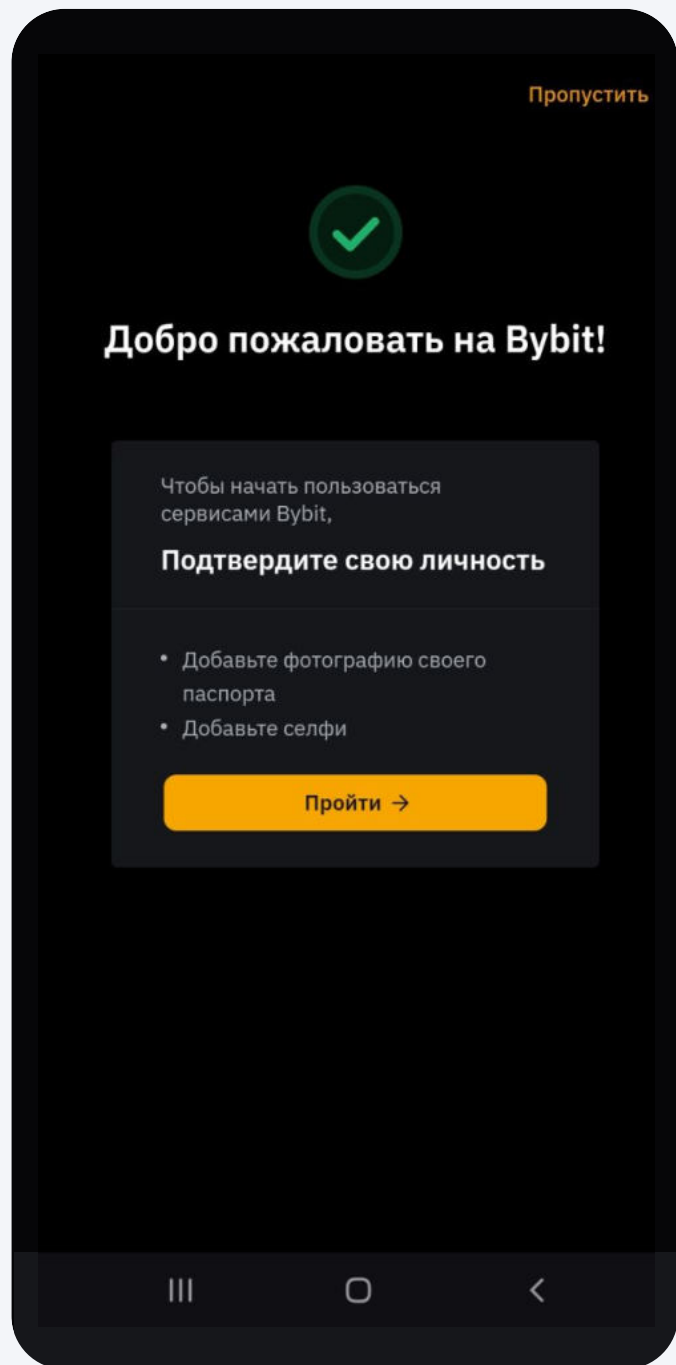 Пропустить
Добро пожаловать на Bybit!
Чтобы начать пользоваться
сервисами Bybit,
Подтвердите свою личность
• Добавьте фотографию своего
паспорта
• Добавьте селфи
Пройти →